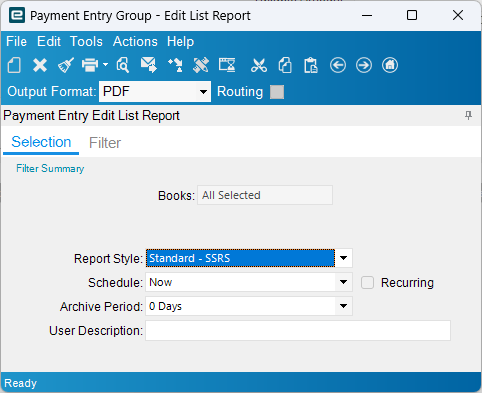 Payment Entry Group - Edit List Report
File Edit Tools Actions Help
Output Format: PDF Routing
Payment Entry Edit List Report
Selection Filter
Filter Summary
Books: All Selected
Report Style: Standard - SSRS
Schedule: Now Recurring
Archive Period: 0 Days
User Description:
Ready